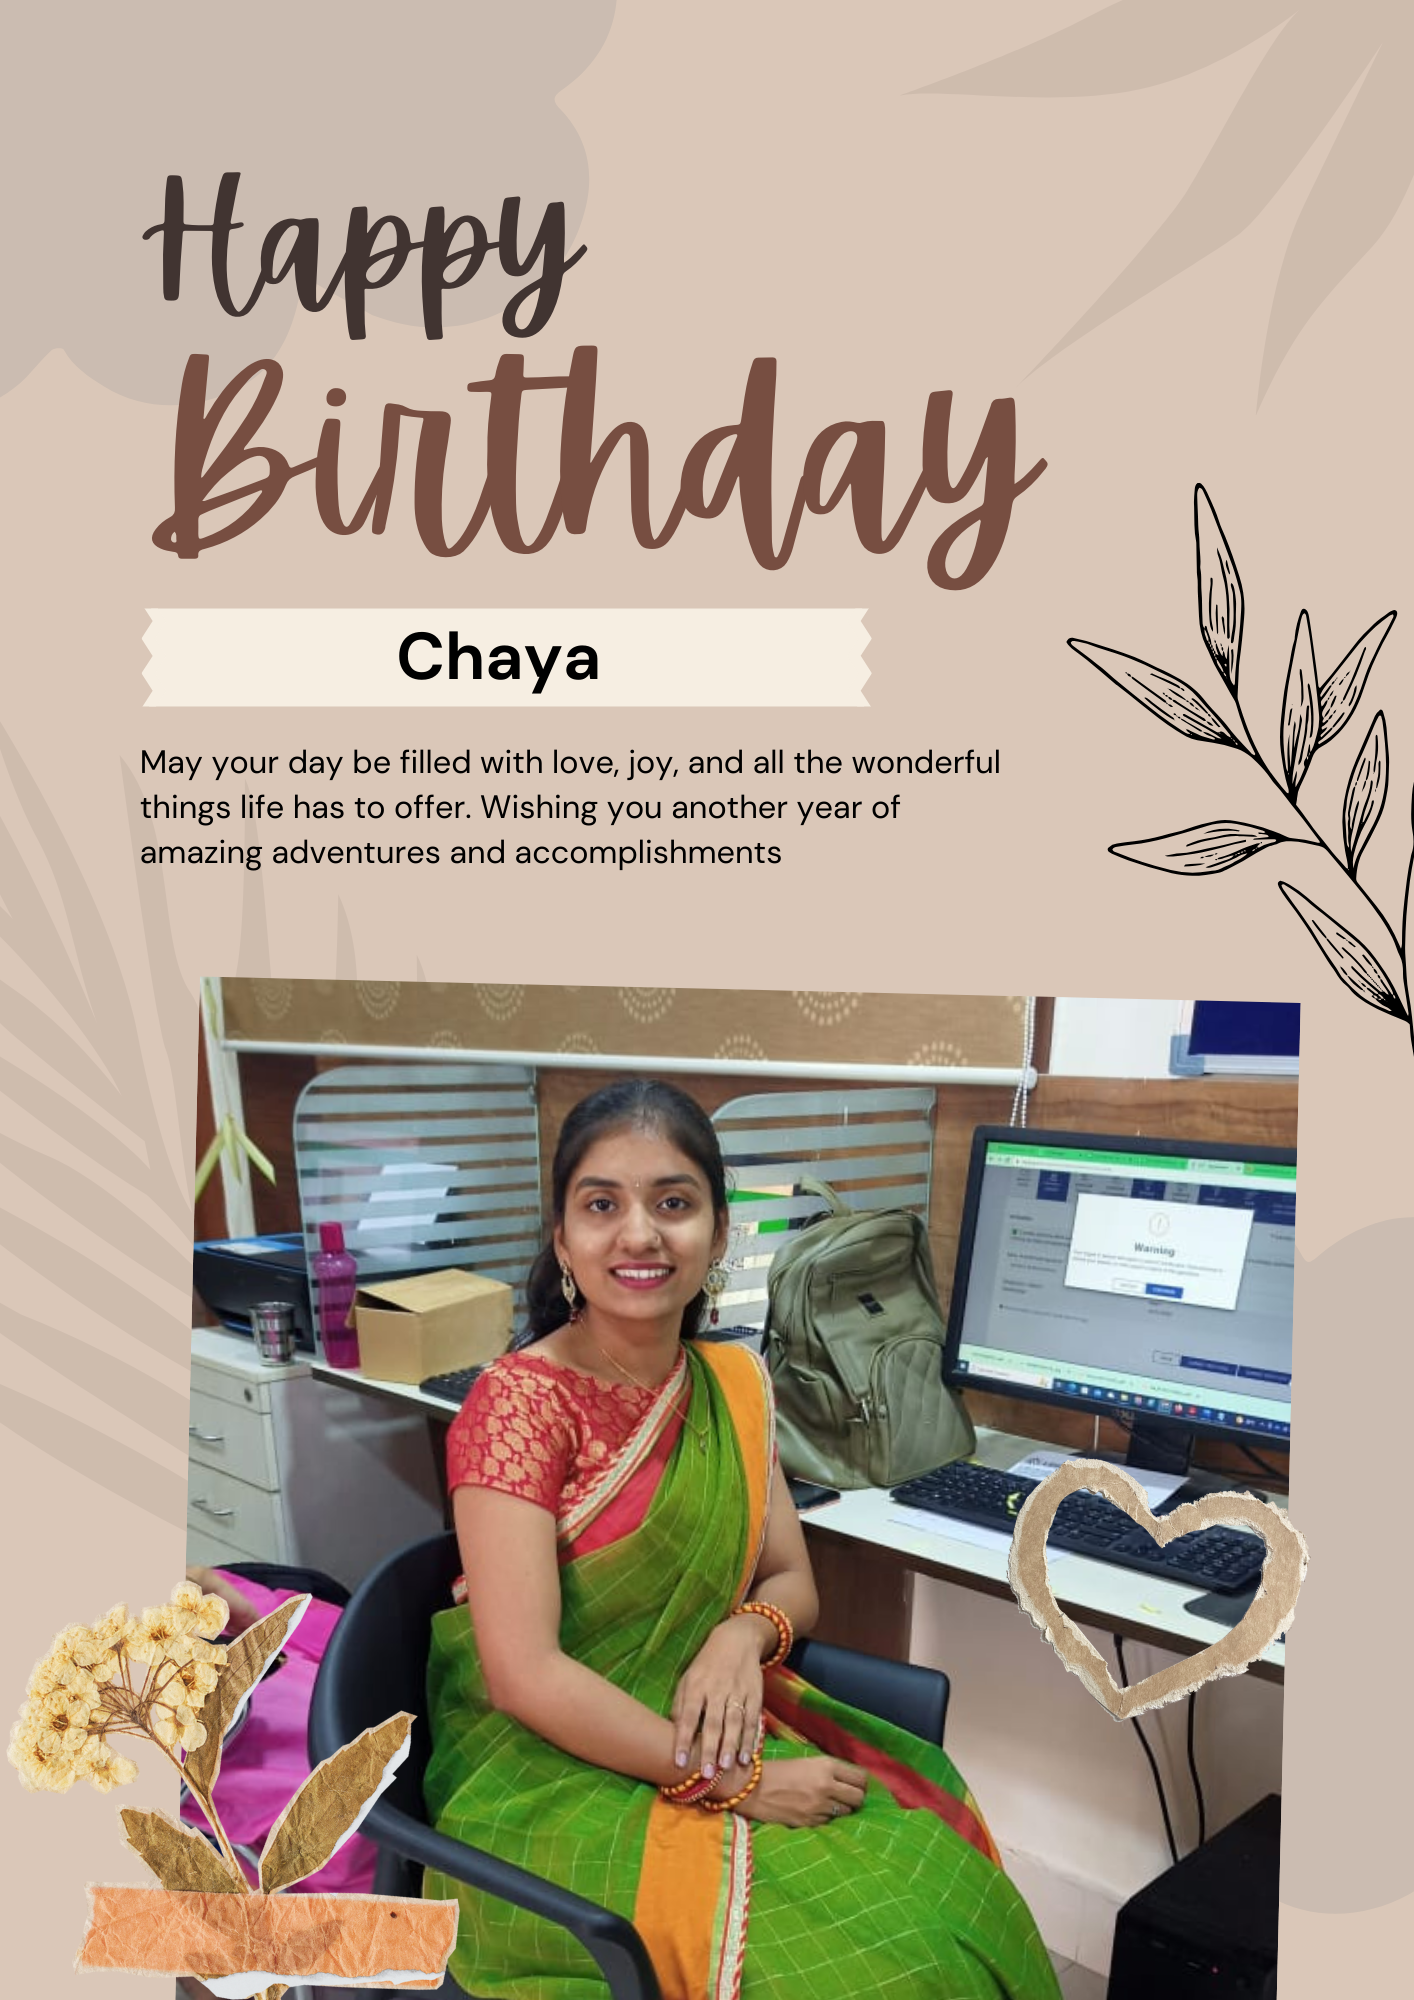 Happy
Birthday
Chaya
May your day be filled with love, joy, and all the wonderful
things life has to offer. Wishing you another year of
amazing adventures and accomplishments
Warning